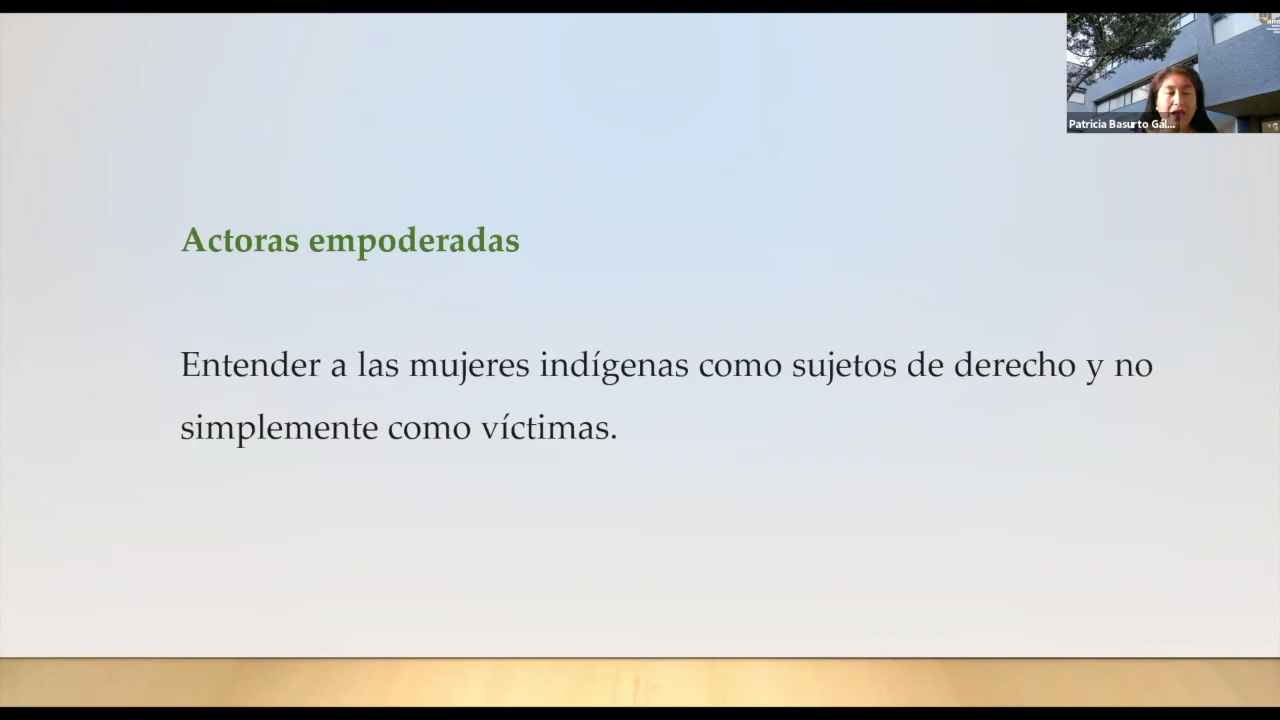 Patricia Basurto Gál...
Actoras empoderadas
Entender a las mujeres indígenas como sujetos de derecho y no
simplemente como víctimas.